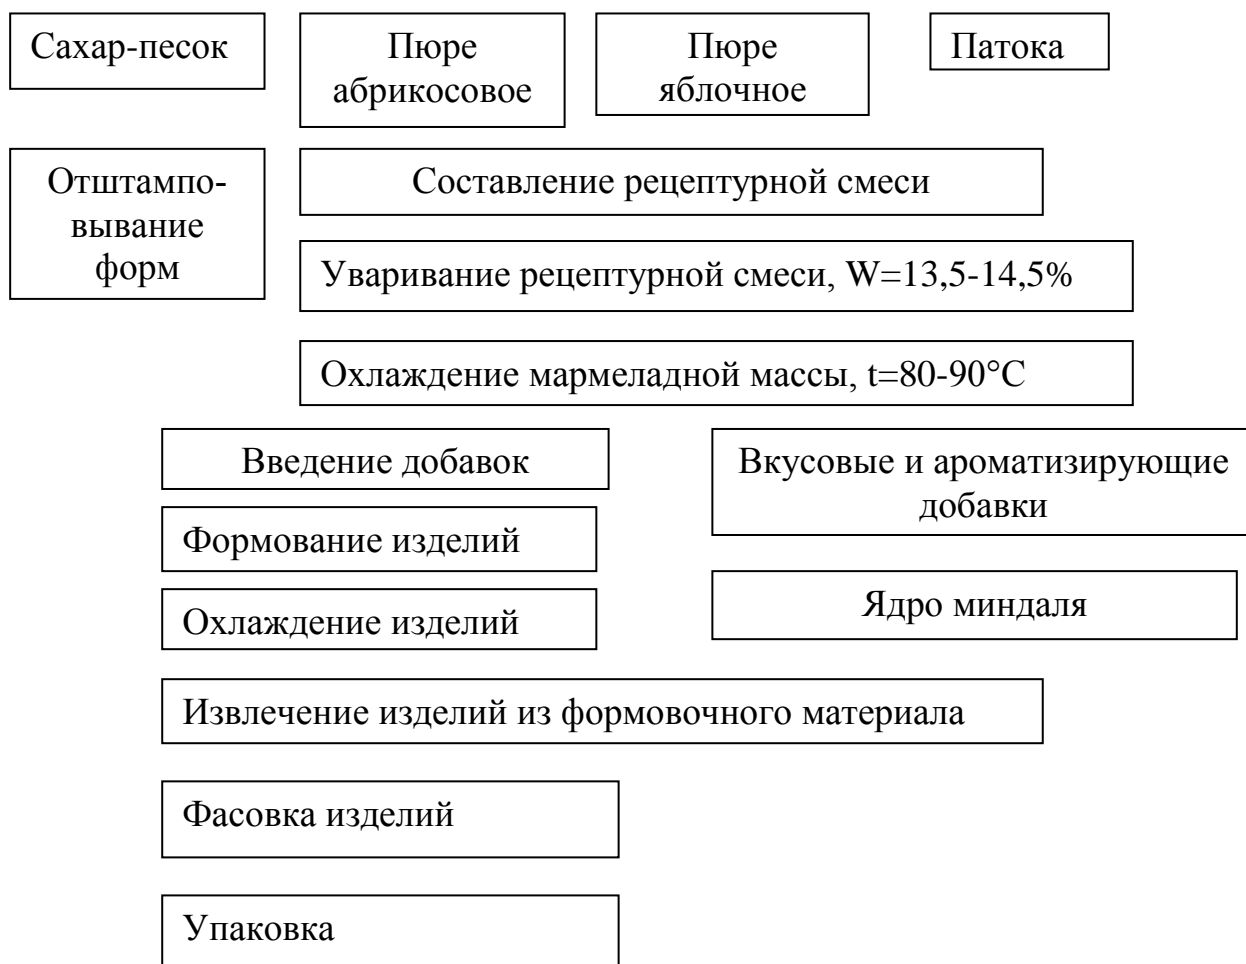 Сахар-песок
Пюре
абрикосовое
Пюре
яблочное
Патока
Отштампо-
вывание
форм
Составление рецептурной смеси
Уваривание рецептурной смеси, W=13,5-14,5%
Охлаждение мармеладной массы, t=80-90°С
Введение добавок
Вкусовые и ароматизирующие
добавки
Формование изделий
Ядро миндаля
Охлаждение изделий
Извлечение изделий из формовочного материала
Фасовка изделий
Упаковка